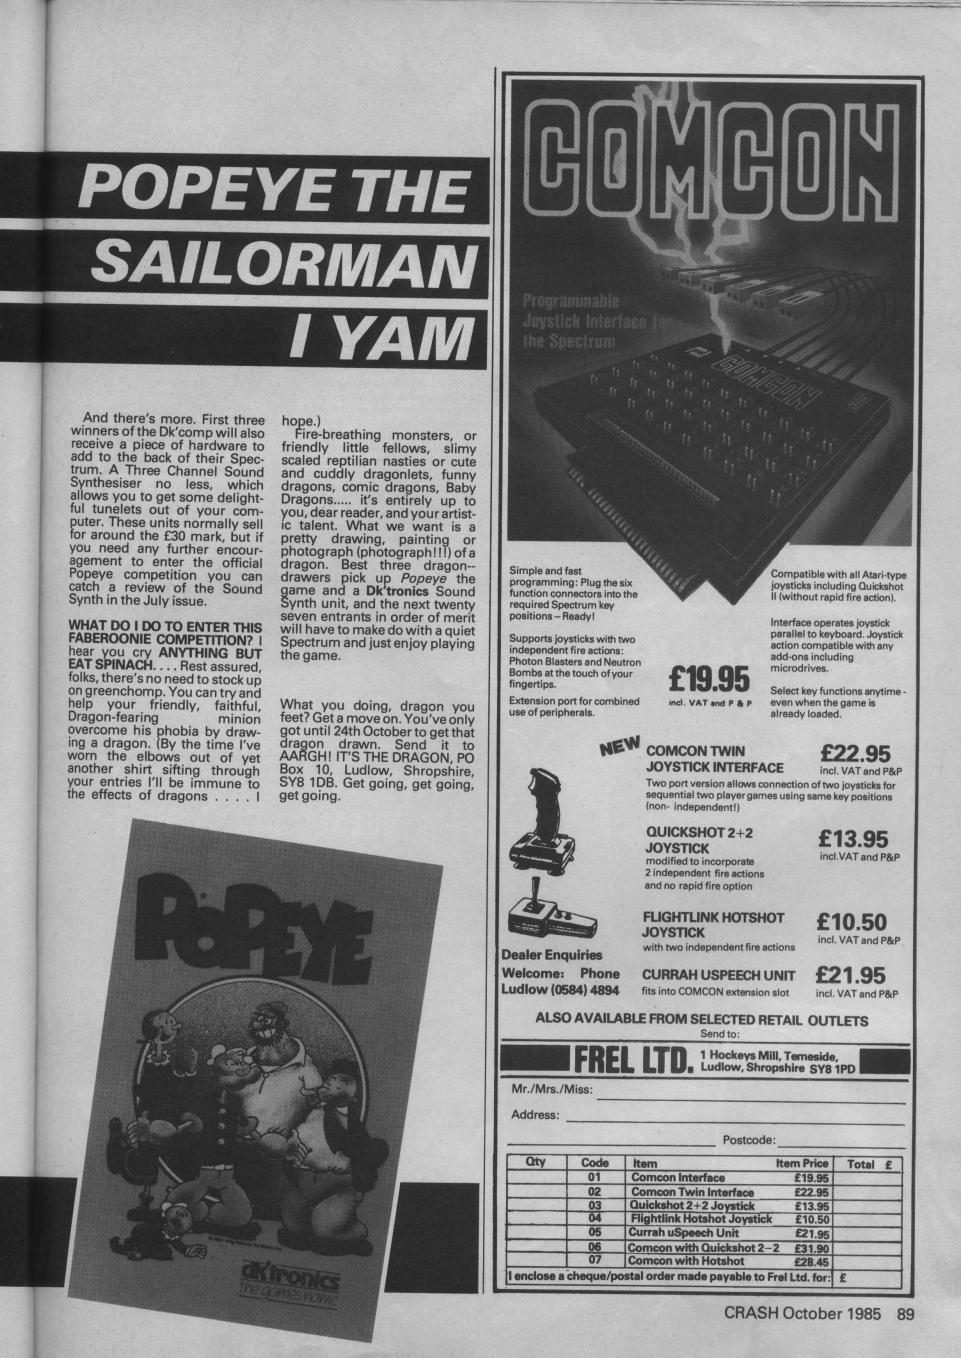 POPEYE THE
SAILORMAN
I YAM
And there's more. First three
winners of the Dk'comp will also
receive a piece of hardware to
add to the back of their Spec-
trum. A Three Channel Sound
Synthesiser no less, which
allows you to get some delight-
ful tunelets out of your com-
puter. These units normally sell
for around the £30 mark, but if
you need any further encour-
agement to enter the official
Popeye competition you can
catch a review of the Sound
Synth in the July issue.
WHAT DO I DO TO ENTER THIS
FABEROONIE COMPETITION? I
hear you cry ANYTHING BUT
EAT SPINACH. . . . Rest assured,
folks, there's no need to stock up
on greenchomp. You can try and
help your friendly, faithful,
Dragon-fearing minion
overcome his phobia by draw-
ing a dragon. (By the time I've
worn the elbows out of yet
another shirt sifting through
your entries I'll be immune to
the effects of dragons . . . . I
hope.)
Fire-breathing monsters, or
friendly little fellows, slimy
scaled reptilian nasties or cute
and cuddly dragonlets, funny
dragons, comic dragons, Baby
Dragons..... it's entirely up to
you, dear reader, and your artist-
ic talent. What we want is a
pretty drawing, painting or
photograph (photograph!!!) of a
dragon. Best three dragon--
drawers pick up Popeye the
game and a Dk'tronics Sound
Synth unit, and the next twenty
seven entrants in order of merit
will have to make do with a quiet
Spectrum and just enjoy playing
the game.
What you doing, dragon you
feet? Get a move on. You've only
got until 24th October to get that
dragon drawn. Send it to
AARGH! IT'S THE DRAGON, PO
Box 10, Ludlow, Shropshire,
SY8 1DB. Get going, get going,
get going.
POPEYE
dk'tronics
The games name
COMCON
Programmable
Joystick Interface for
the Spectrum
COMCON
Simple and fast
programming: Plug the six
function connectors into the
required Spectrum key
positions – Ready!
Supports joysticks with two
independent fire actions:
Photon Blasters and Neutron
Bombs at the touch of your
fingertips.
Extension port for combined
use of peripherals.
£19.95
incl. VAT and P & P
Compatible with all Atari-type
joysticks including Quickshot
II (without rapid fire action).
Interface operates joystick
parallel to keyboard. Joystick
action compatible with any
add-ons including
microdrives.
Select key functions anytime -
even when the game is
already loaded.
NEW
COMCON TWIN
JOYSTICK INTERFACE
£22.95
incl. VAT and P&P
Two port version allows connection of two joysticks for
sequential two player games using same key positions
(non- independent!)
QUICKSHOT 2+2
JOYSTICK
£13.95
incl.VAT and P&P
modified to incorporate
2 independent fire actions
and no rapid fire option
FLIGHTLINK HOTSHOT
JOYSTICK
£10.50
incl. VAT and P&P
with two independent fire actions
Dealer Enquiries
Welcome: Phone
Ludlow (0584) 4894
CURRAH USPEECH UNIT
£21.95
fits into COMCON extension slot
incl. VAT and P&P
ALSO AVAILABLE FROM SELECTED RETAIL OUTLETS
Send to:
FREL LTD. 1 Hockeys Mill, Temeside,
Ludlow, Shropshire SY8 1PD
Mr./Mrs./Miss:
Address:
Postcode:
Qty Code Item Item Price Total £
01 Comcon Interface £19.95
02 Comcon Twin Interface £22.95
03 Quickshot 2+2 Joystick £13.95
04 Flightlink Hotshot Joystick £10.50
05 Currah uSpeech Unit £21.95
06 Comcon with Quickshot 2–2 £31.90
07 Comcon with Hotshot £28.45
I enclose a cheque/postal order made payable to Frel Ltd. for: £
CRASH October 1985 89